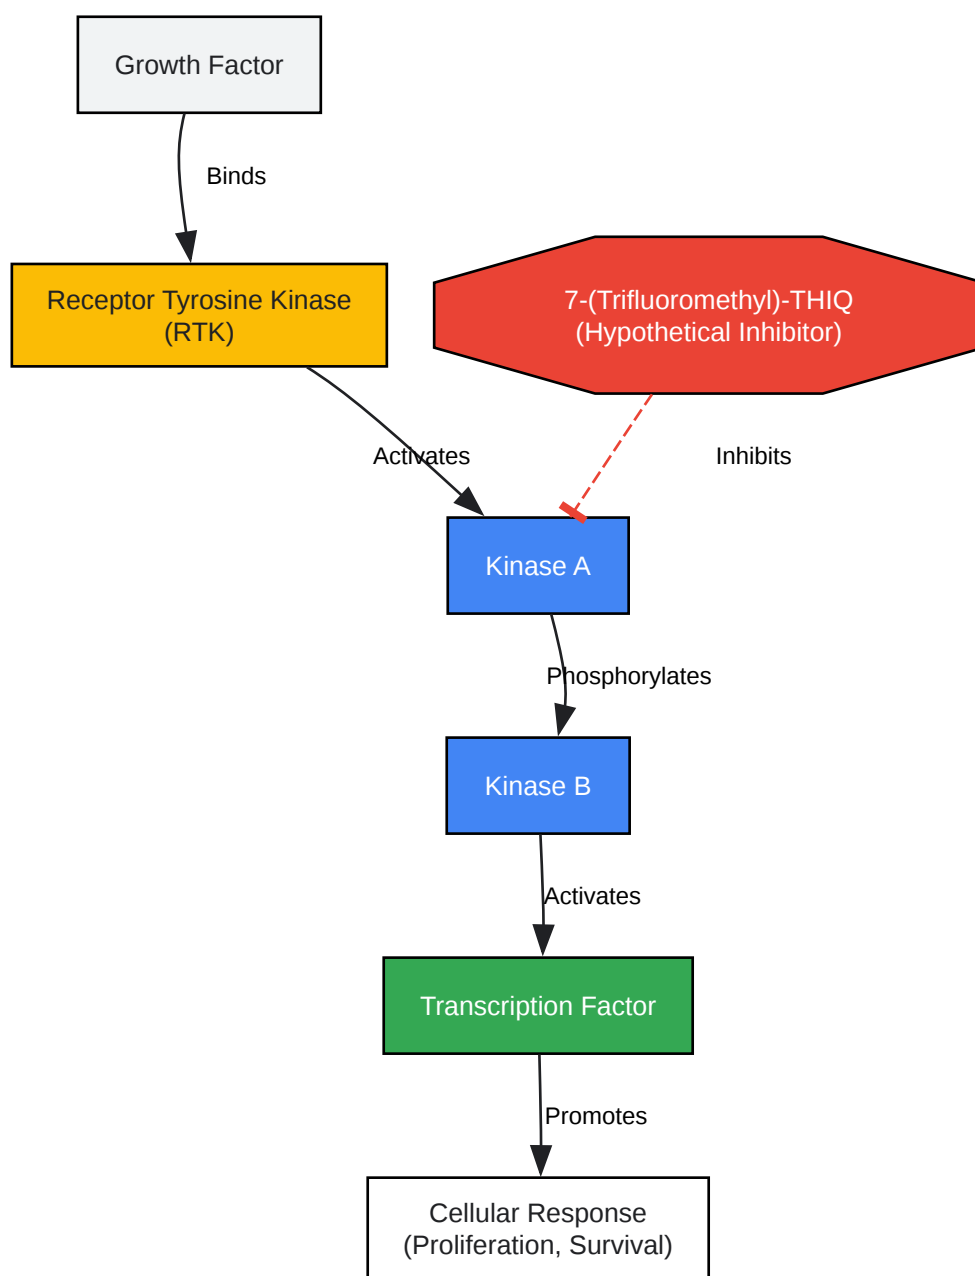 Growth Factor
Binds
Receptor Tyrosine Kinase
(RTK)
7-(Trifluoromethyl)-THIQ
(Hypothetical Inhibitor)
Activates
Inhibits
Kinase A
Phosphorylates
Kinase B
Activates
Transcription Factor
Promotes
Cellular Response
(Proliferation, Survival)